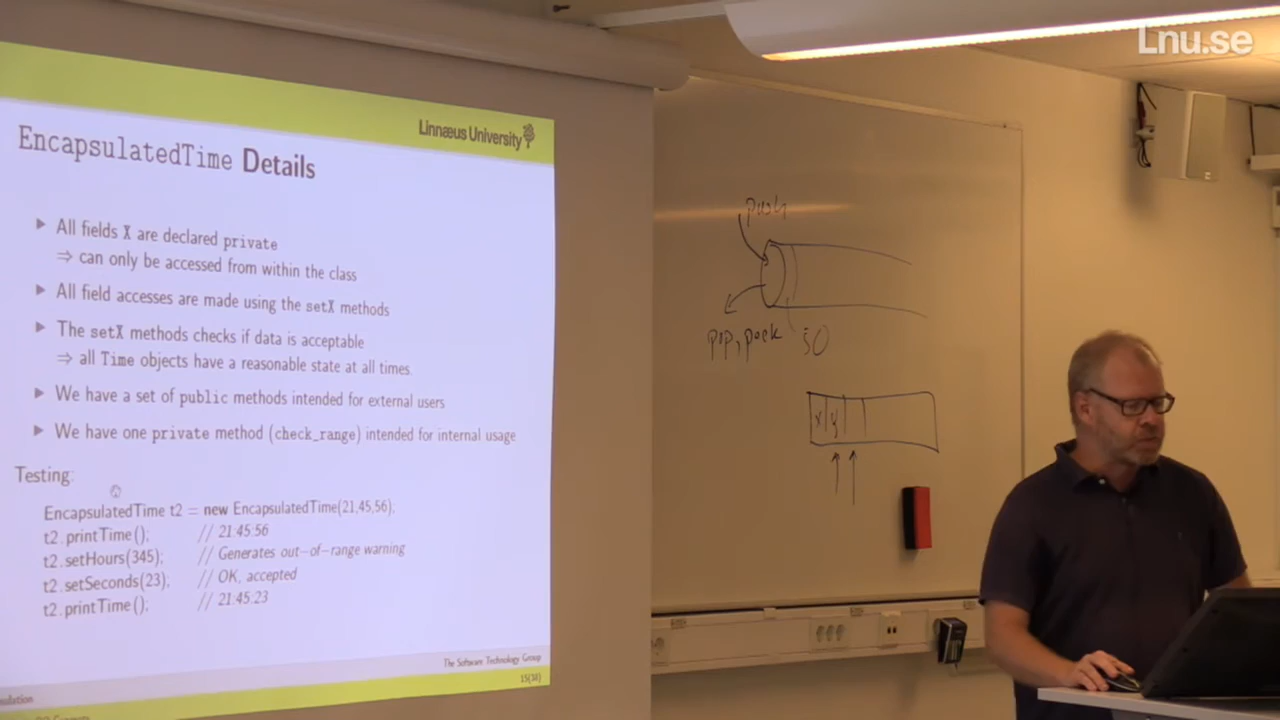 Lnu.se
Linnæus University
EncapsulatedTime Details
All fields X are declared private
⇒ can only be accessed from within the class
All field accesses are made using the setX methods
The setX methods checks if data is acceptable
⇒ all Time objects have a reasonable state at all times.
We have a set of public methods intended for external users
We have one private method (check_range) intended for internal usage
Testing:
EncapsulatedTime t2 = new EncapsulatedTime(21,45,56);
t2.printTime(); // 21:45:56
t2.setHours(345); // Generates out-of-range warning
t2.setSeconds(23); // OK, accepted
t2.printTime(); // 21:45:23
The Software Technology Group
15(38)
push
pop, peek 50
x y